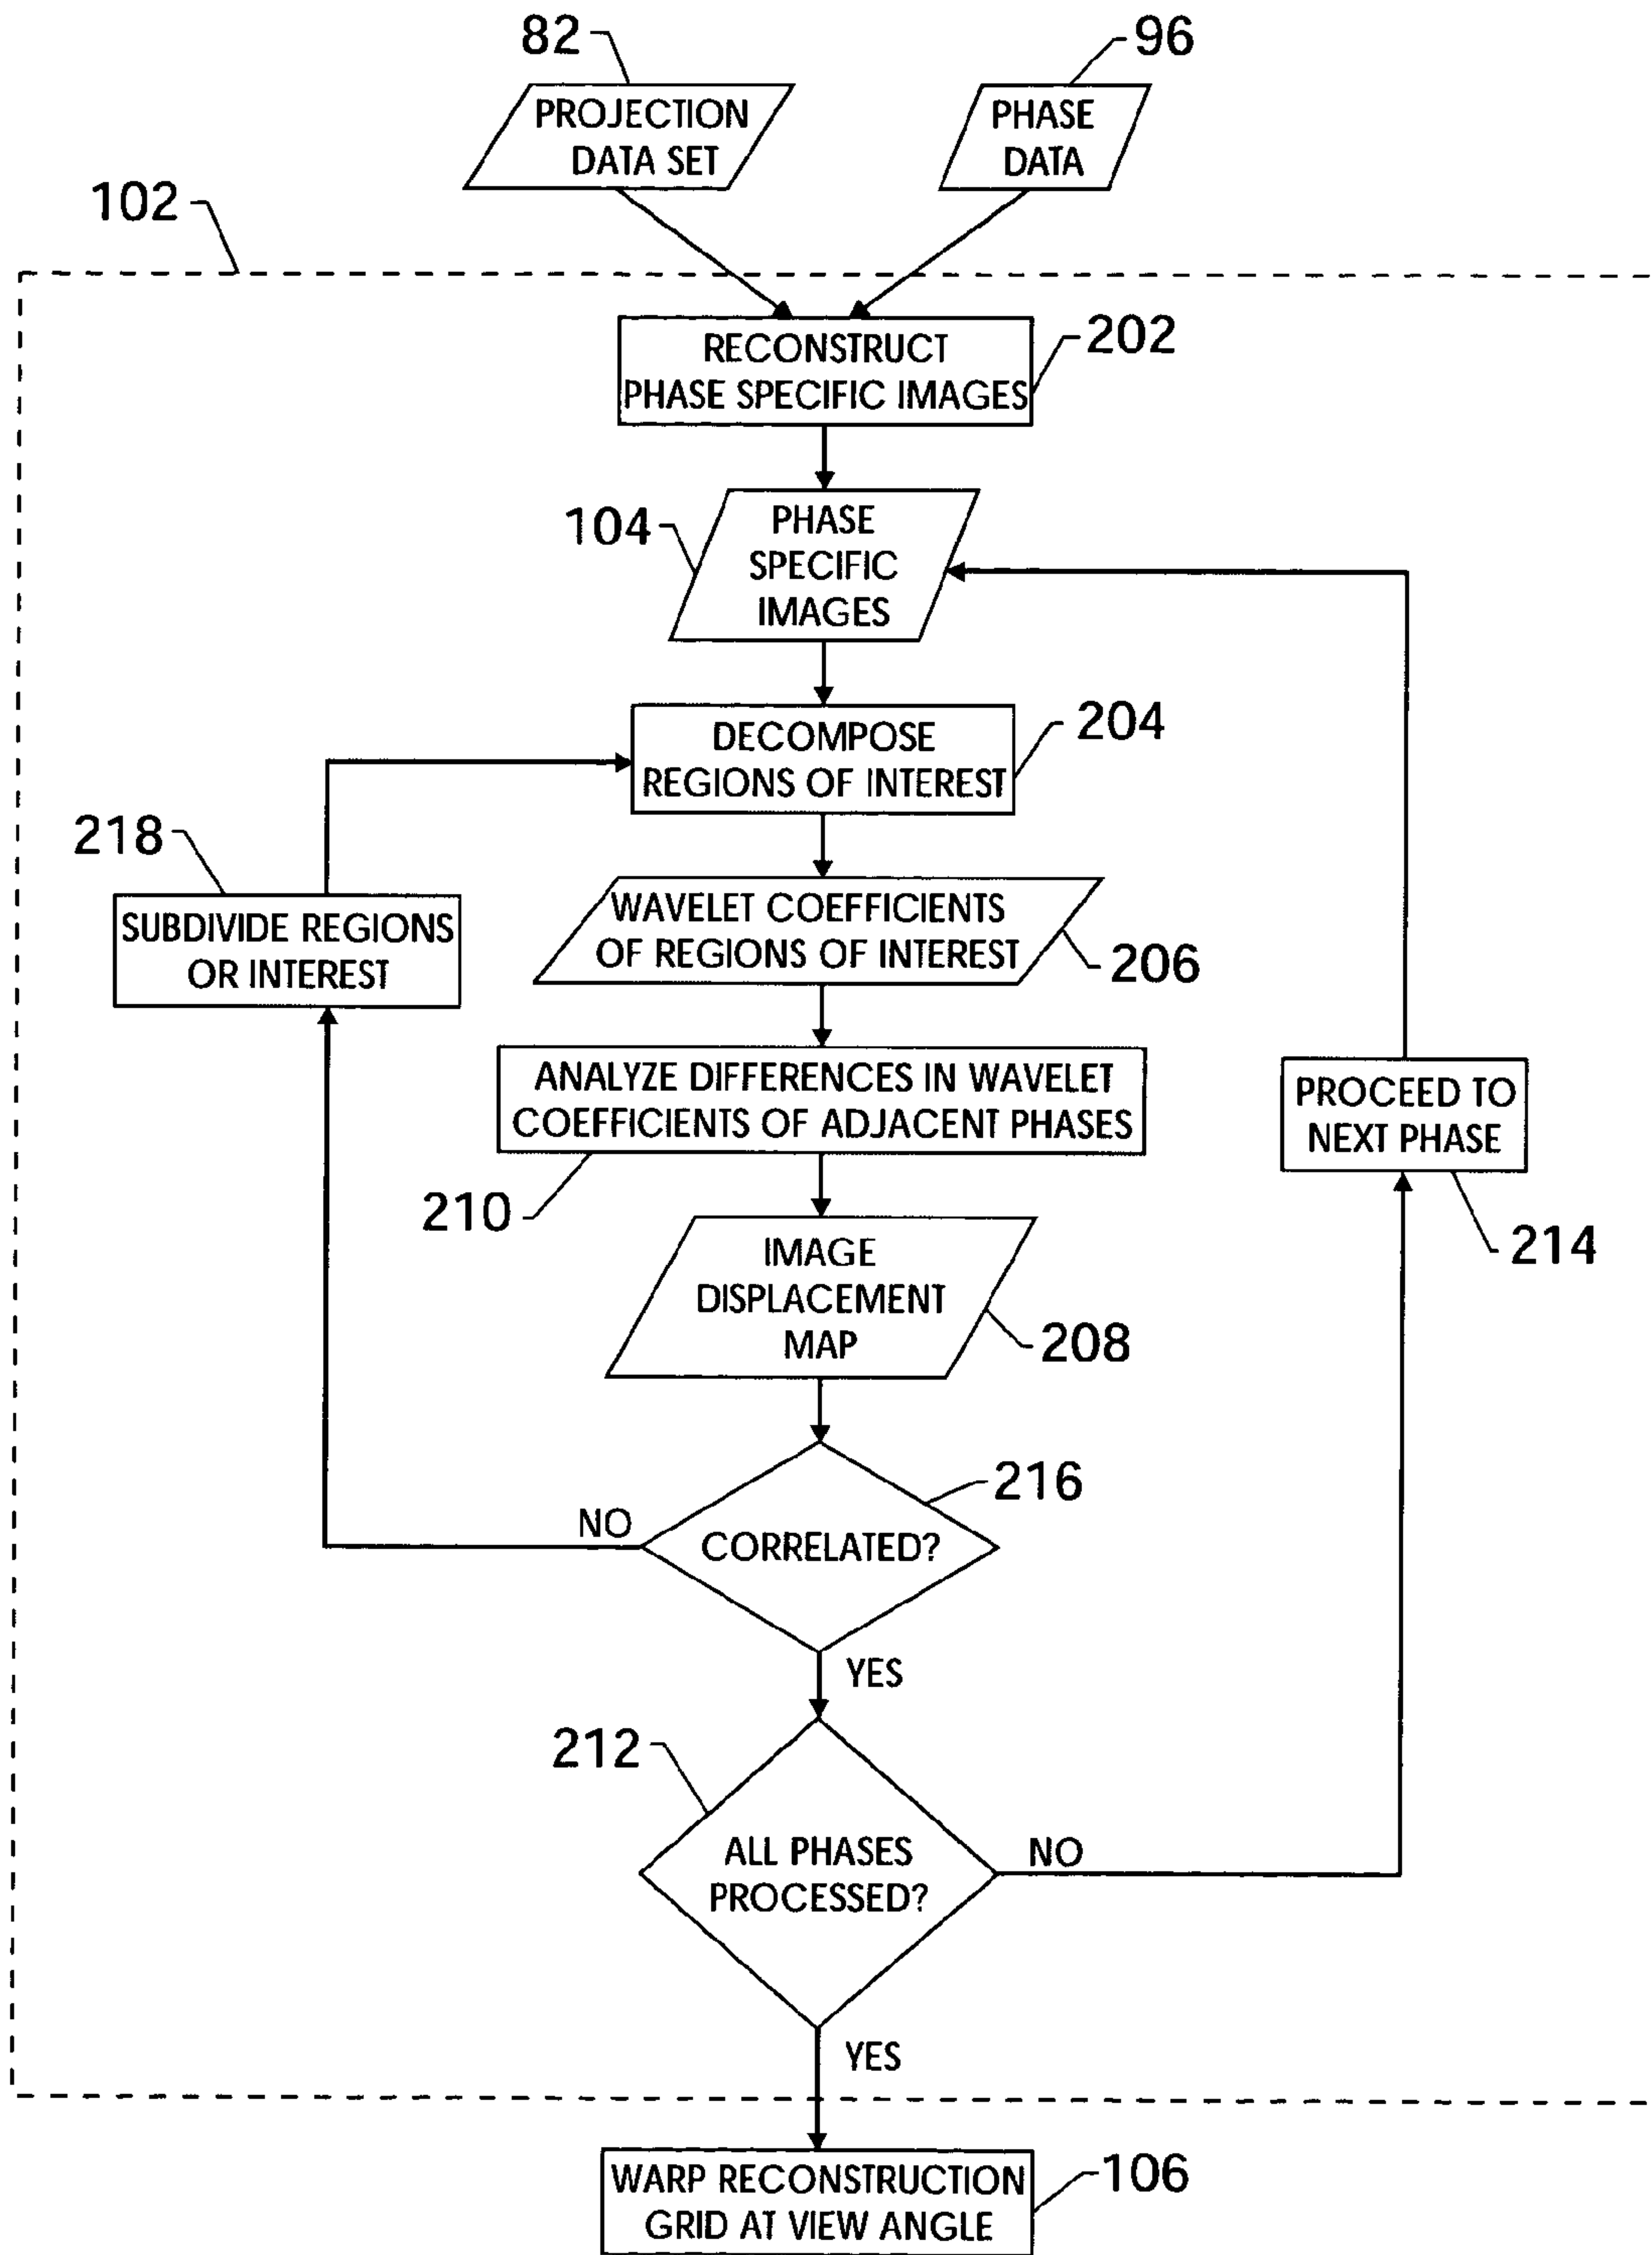 82
96
PROJECTION
DATA SET
PHASE
DATA
102
RECONSTRUCT
PHASE SPECIFIC IMAGES
202
104
PHASE
SPECIFIC
IMAGES
DECOMPOSE
REGIONS OF INTEREST
204
218
SUBDIVIDE REGIONS
OR INTEREST
WAVELET COEFFICIENTS
OF REGIONS OF INTEREST
206
ANALYZE DIFFERENCES IN WAVELET
COEFFICIENTS OF ADJACENT PHASES
210
PROCEED TO
NEXT PHASE
214
IMAGE
DISPLACEMENT
MAP
208
216
NO
CORRELATED?
YES
212
ALL PHASES
PROCESSED?
NO
YES
WARP RECONSTRUCTION
GRID AT VIEW ANGLE
106